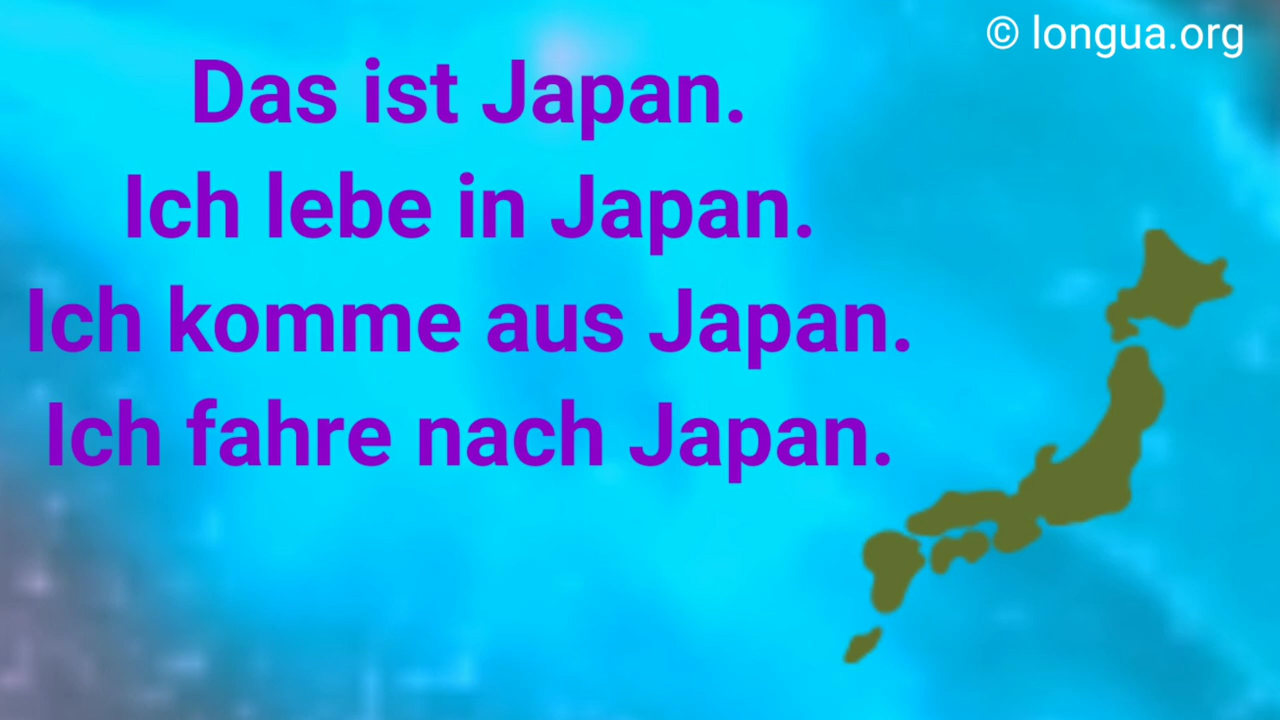 © longua.org
Das ist Japan.
Ich lebe in Japan.
Ich komme aus Japan.
Ich fahre nach Japan.